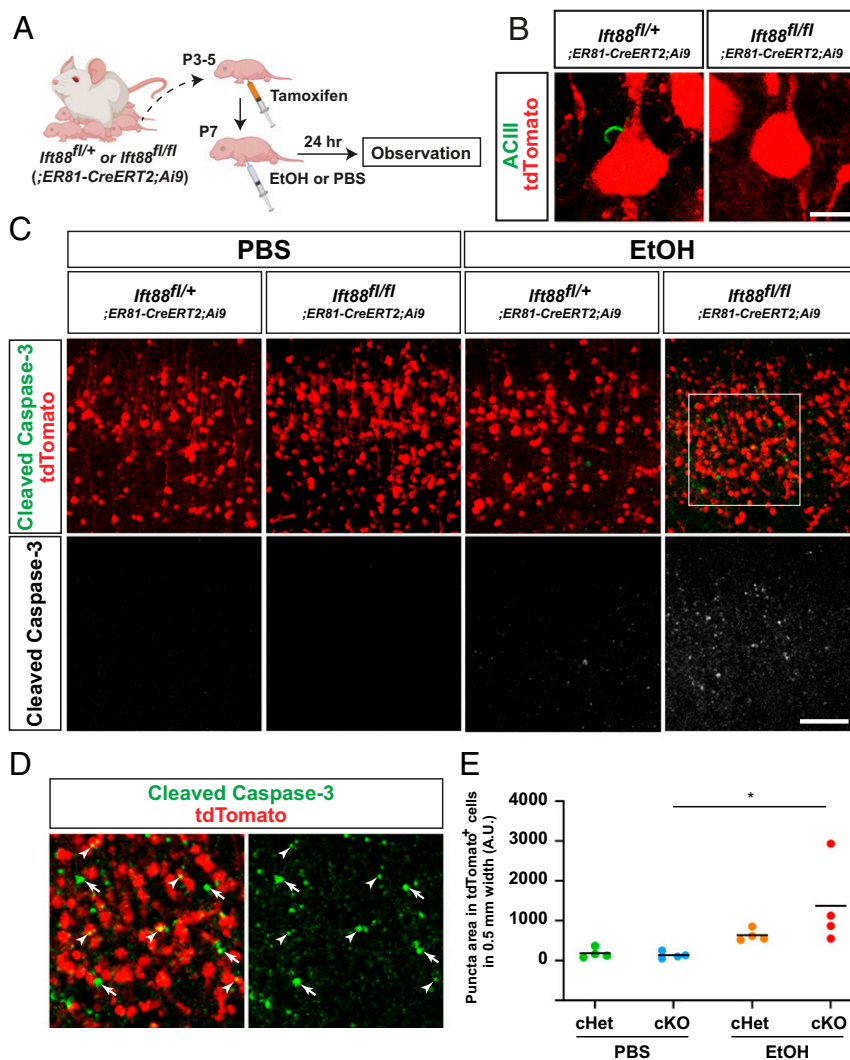 A
P3-5
Tamoxifen
P7
24 hr
Observation
EtOH or PBS
Ift88fl/+ or Ift88fl/fl
(;ER81-CreERT2;Ai9)
B
Ift88fl/+
;ER81-CreERT2;Ai9
Ift88fl/fl
;ER81-CreERT2;Ai9
ACIII
tdTomato
C
PBS
EtOH
Ift88fl/+
;ER81-CreERT2;Ai9
Ift88fl/fl
;ER81-CreERT2;Ai9
Ift88fl/+
;ER81-CreERT2;Ai9
Ift88fl/fl
;ER81-CreERT2;Ai9
Cleaved Caspase-3
tdTomato
Cleaved Caspase-3
D
Cleaved Caspase-3
tdTomato
E
Puncta area in tdTomato+ cells
in 0.5 mm width (A.U.)
4000
3000
2000
1000
0
*
cHet
cKO
cHet
cKO
PBS
EtOH